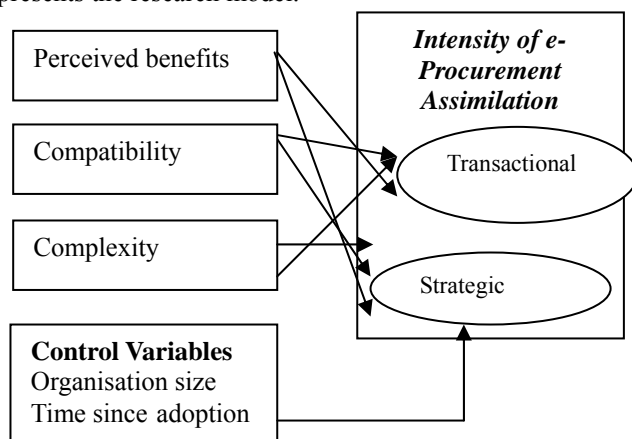 presents the research model.
Perceived benefits
Compatibility
Complexity
Control Variables
Organisation size
Time since adoption
Intensity of e-
Procurement
Assimilation
Transactional
Strategic